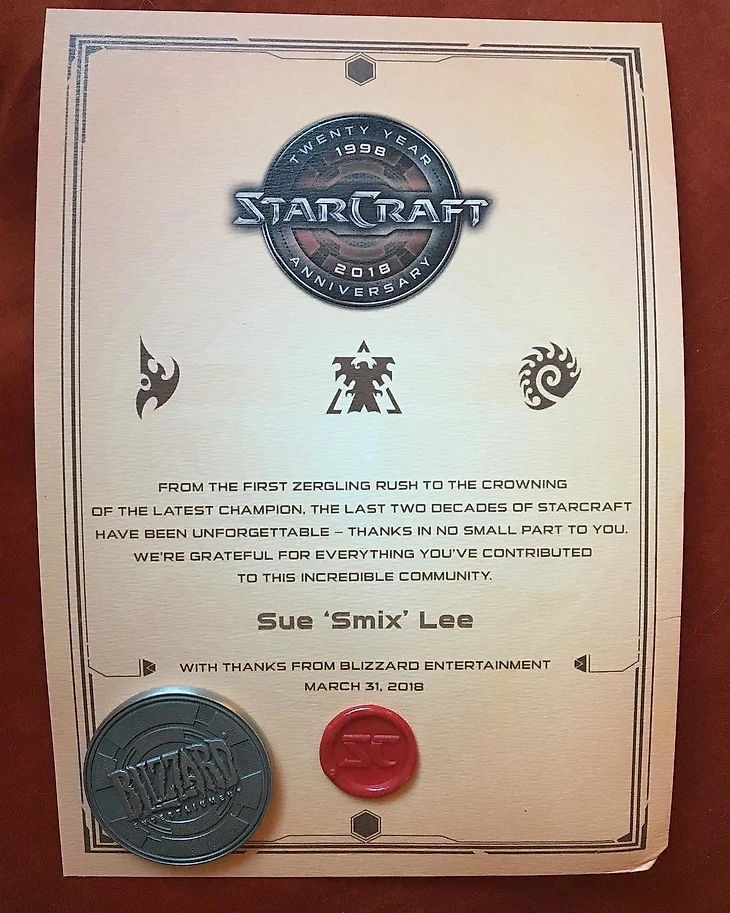 TWENTY YEAR
1998
STARCRAFT
2018
ANNIVERSARY
FROM THE FIRST ZERGLING RUSH TO THE CROWNING
OF THE LATEST CHAMPION, THE LAST TWO DECADES OF STARCRAFT
HAVE BEEN UNFORGETTABLE – THANKS IN NO SMALL PART TO YOU.
WE'RE GRATEFUL FOR EVERYTHING YOU'VE CONTRIBUTED
TO THIS INCREDIBLE COMMUNITY.
Sue ‘Smix’ Lee
WITH THANKS FROM BLIZZARD ENTERTAINMENT
MARCH 31, 2018
BLIZZARD
ENTERTAINMENT
SC